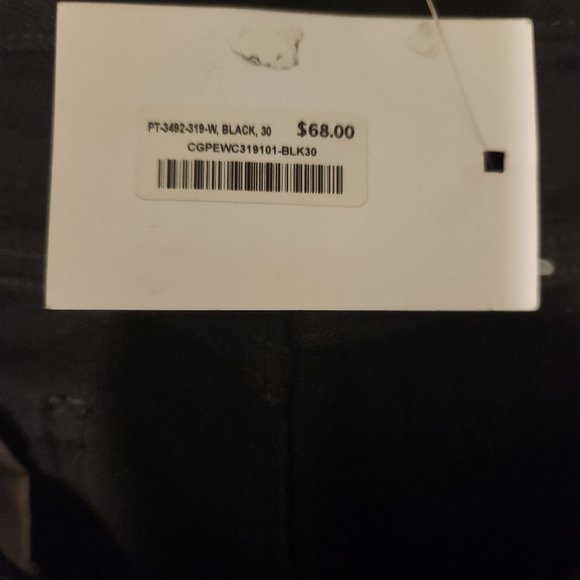 PT-3492-319-W, BLACK, 30 $68.00
CGPEWC319101-BLK30